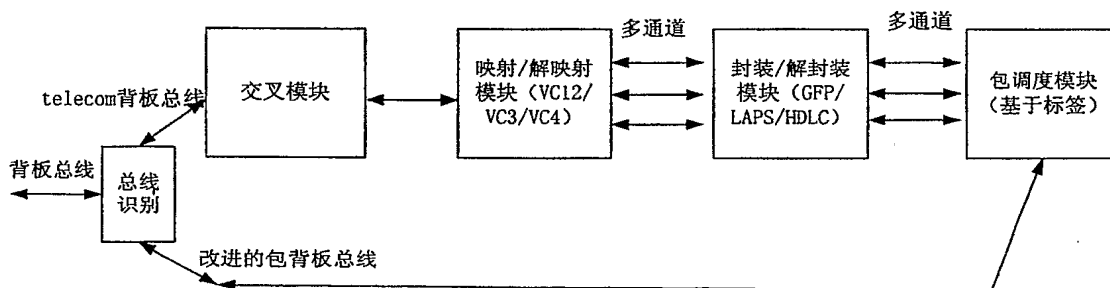 多通道
多通道
交叉模块
映射/解映射
模块（VC12/
VC3/VC4）
封装/解封装
模块（GFP/
LAPS/HDLC）
包调度模块
（基于标签）
telecom背板总线
背板总线
总线
识别
改进的包背板总线